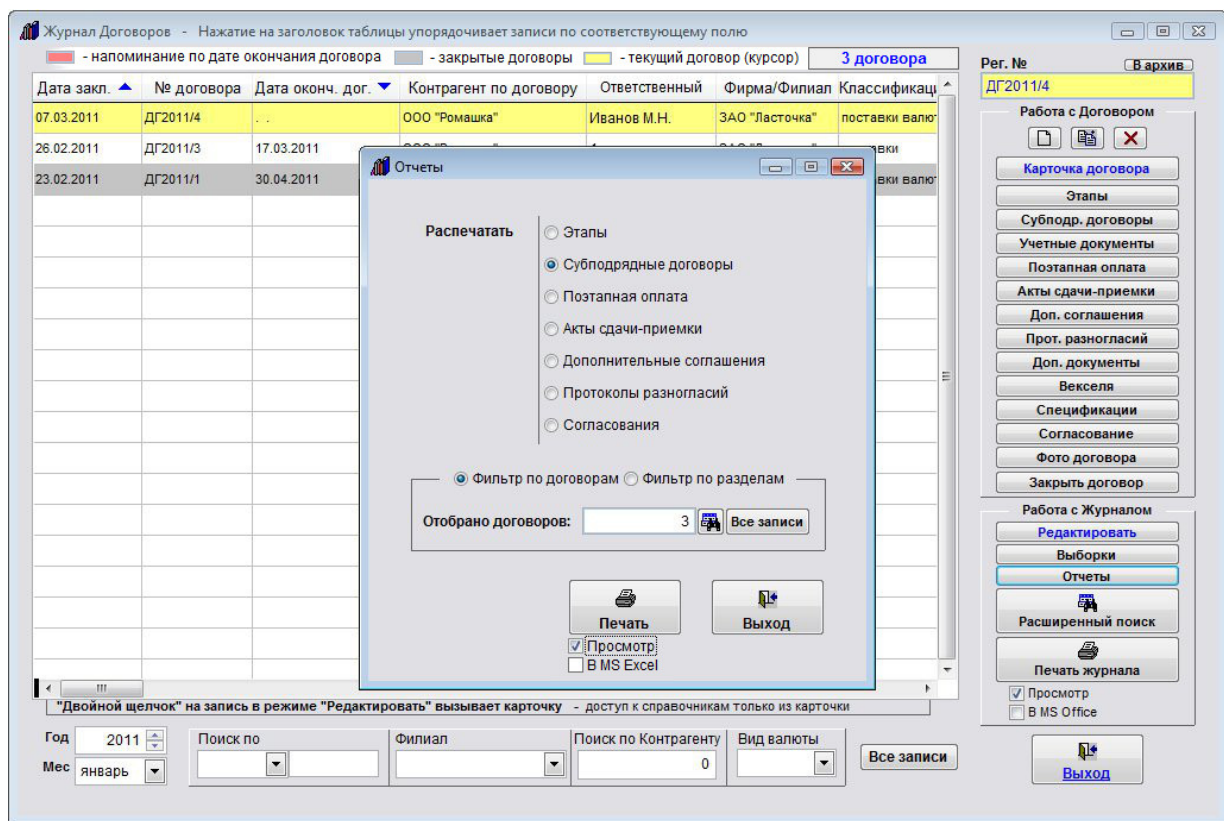 Журнал Договоров - Нажатие на заголовок таблицы упорядочивает записи по соответствующему полю
- напоминание по дате окончания договора - закрытые договоры - текущий договор (курсор) 3 договора
Дата закл. № договора Дата оконч. дог. Контрагент по договору Ответственный Фирма/Филиал Классификаци
07.03.2011 ДГ2011/4 . . ООО "Ромашка" Иванов М.Н. ЗАО "Ласточка" поставки валют
26.02.2011 ДГ2011/3 17.03.2011
23.02.2011 ДГ2011/1 30.04.2011
Отчеты
Распечатать
Этапы
Субподрядные договоры
Поэтапная оплата
Акты сдачи-приемки
Дополнительные соглашения
Протоколы разногласий
Согласования
Фильтр по договорам Фильтр по разделам
Отобрано договоров: 3 Все записи
Печать Выход
Просмотр
В MS Excel
"Двойной щелчок" на запись в режиме "Редактировать" вызывает карточку - доступ к справочникам только из карточки
Год 2011
Мес январь
Поиск по
Филиал
Поиск по Контрагенту
0
Вид валюты
Все записи
Рег. № В архив
ДГ2011/4
Работа с Договором
Карточка договора
Этапы
Субподр. договоры
Учетные документы
Поэтапная оплата
Акты сдачи-приемки
Доп. соглашения
Прот. разногласий
Доп. документы
Векселя
Спецификации
Согласование
Фото договора
Закрыть договор
Работа с Журналом
Редактировать
Выборки
Отчеты
Расширенный поиск
Печать журнала
Просмотр
В MS Office
Выход